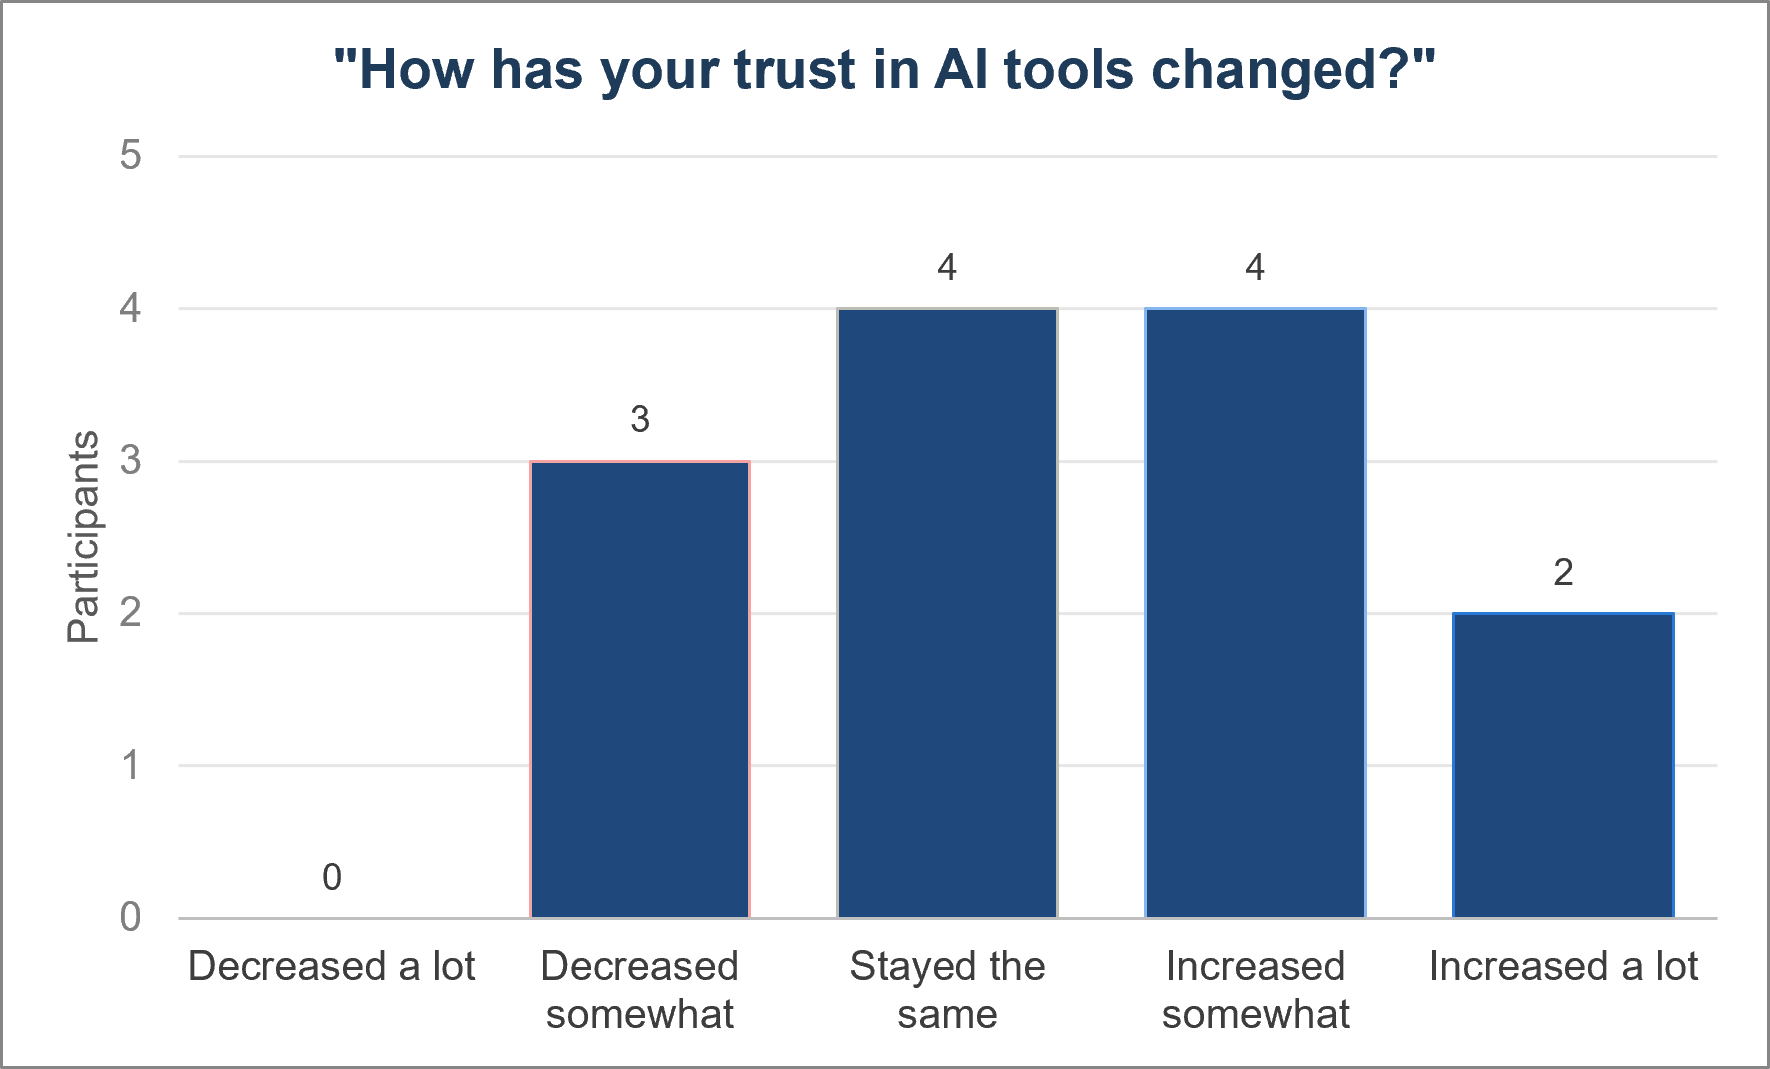 "How has your trust in AI tools changed?"
5
4
3
2
1
0
Participants
0
3
4
4
2
Decreased a lot
Decreased
somewhat
Stayed the
same
Increased
somewhat
Increased a lot